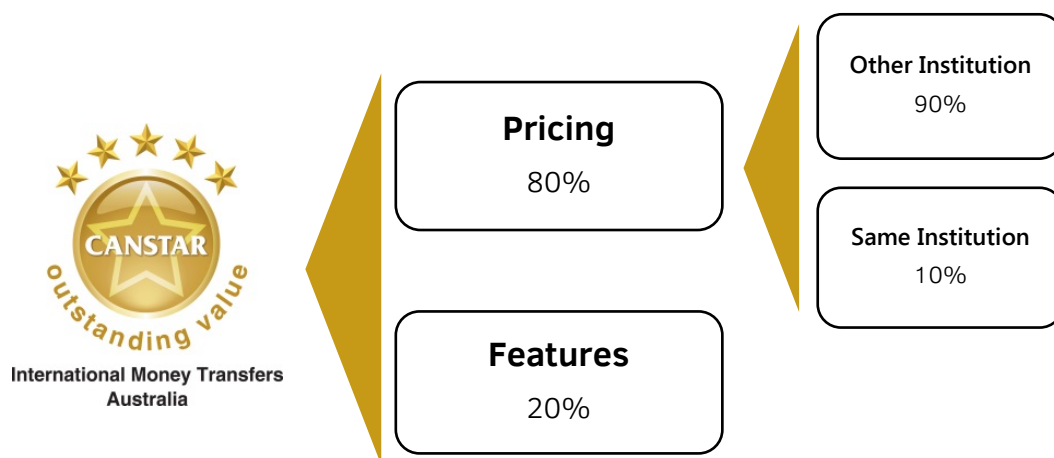 CANSTAR
outstanding value
International Money Transfers
Australia
Pricing
80%
Features
20%
Other Institution
90%
Same Institution
10%